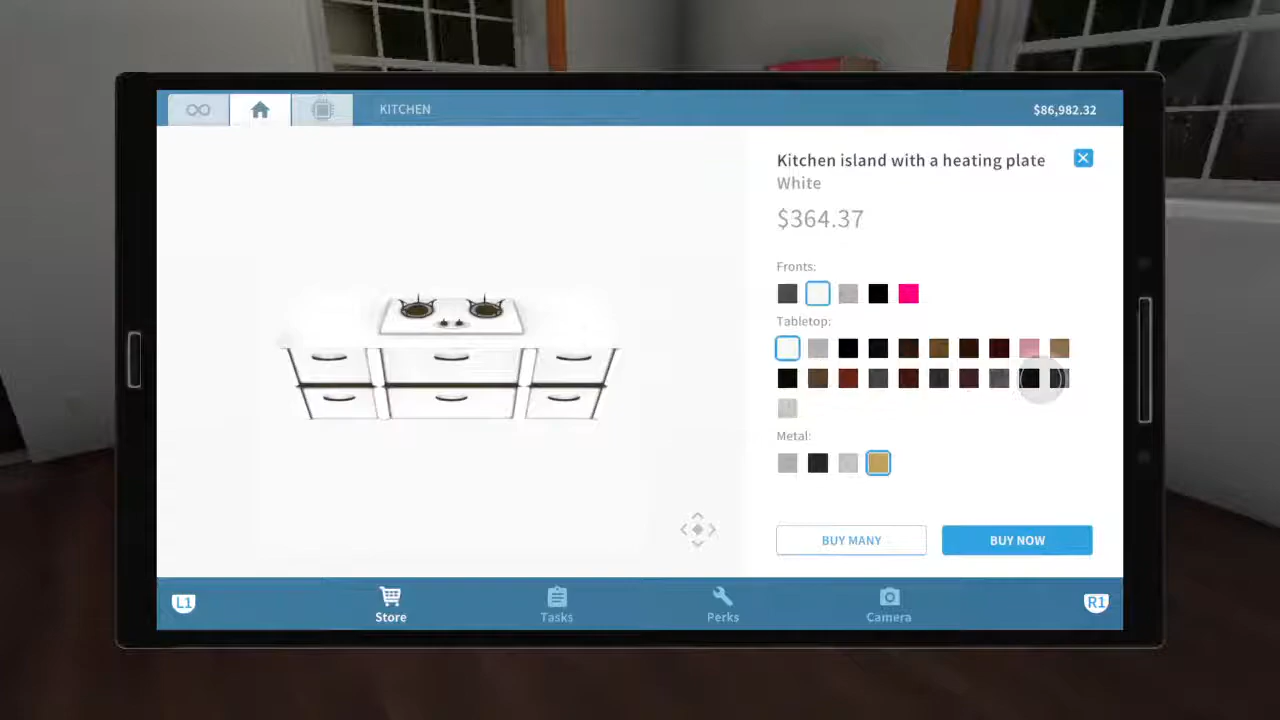 KITCHEN
$86,982.32
Kitchen island with a heating plate
White
$364.37
Fronts:
Tabletop:
Metal:
BUY MANY
BUY NOW
L1
Store
Tasks
Perks
Camera
R1